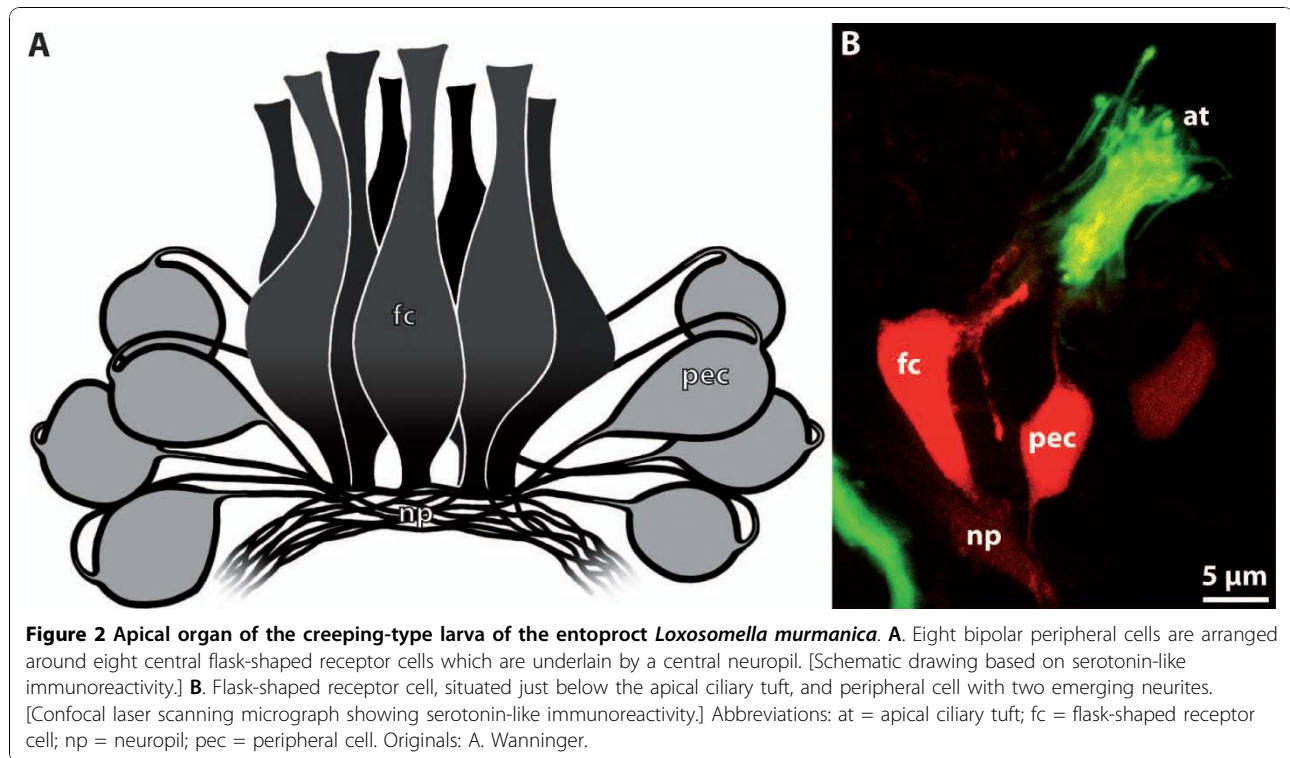 A
fc
pec
np
B
at
fc
pec
np
5 µm
Figure 2 Apical organ of the creeping-type larva of the entoproct Loxosomella murmanica. A. Eight bipolar peripheral cells are arranged
around eight central flask-shaped receptor cells which are underlain by a central neuropil. [Schematic drawing based on serotonin-like
immunoreactivity.] B. Flask-shaped receptor cell, situated just below the apical ciliary tuft, and peripheral cell with two emerging neurites.
[Confocal laser scanning micrograph showing serotonin-like immunoreactivity.] Abbreviations: at = apical ciliary tuft; fc = flask-shaped receptor
cell; np = neuropil; pec = peripheral cell. Originals: A. Wanninger.